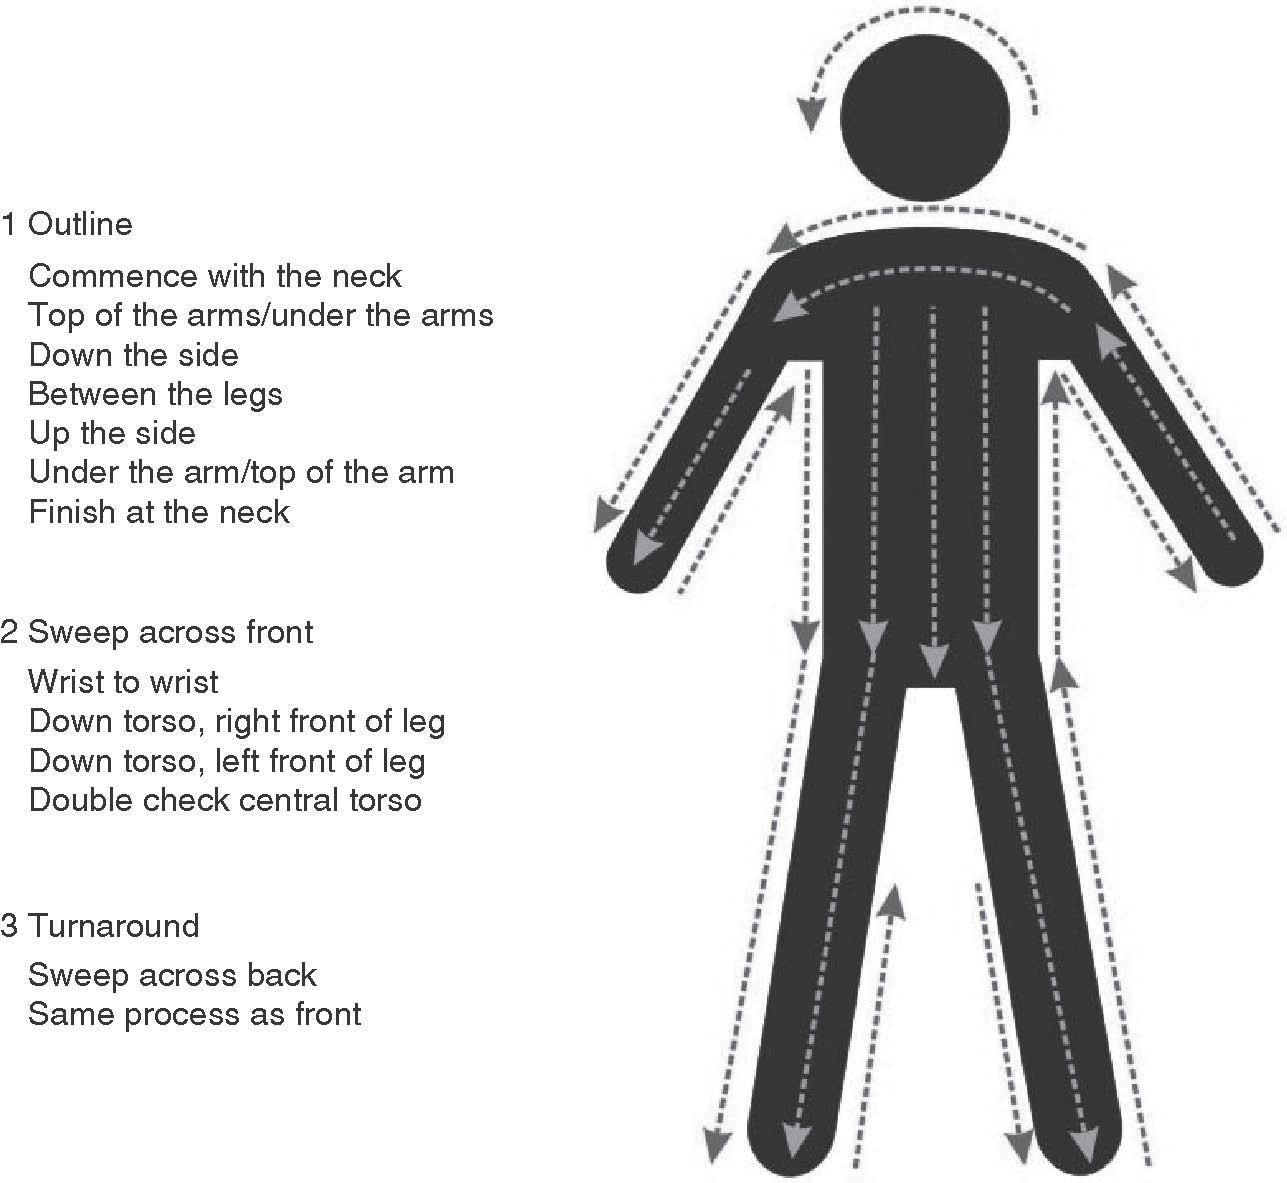 1 Outline
Commence with the neck
Top of the arms/under the arms
Down the side
Between the legs
Up the side
Under the arm/top of the arm
Finish at the neck
2 Sweep across front
Wrist to wrist
Down torso, right front of leg
Down torso, left front of leg
Double check central torso
3 Turnaround
Sweep across back
Same process as front